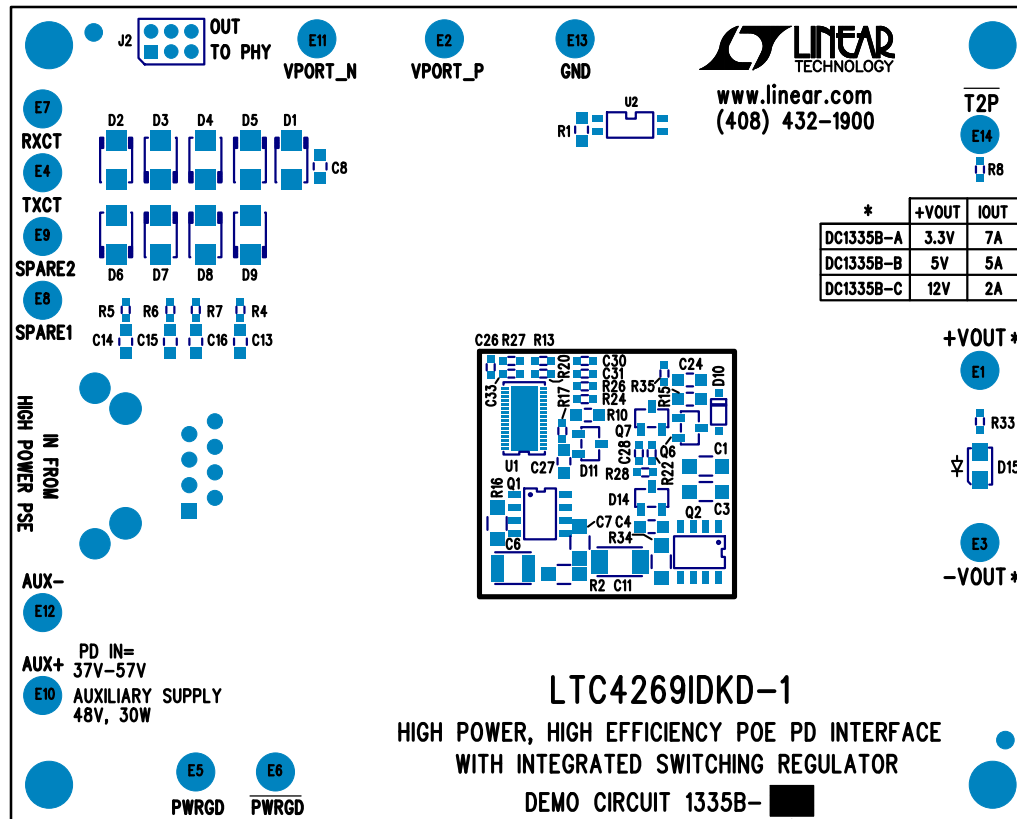 J2
OUT
TO PHY
E11
VPORT_N
E2
VPORT_P
E13
GND
LT LINEAR
TECHNOLOGY
www.linear.com
(408) 432-1900
E7
RXCT
E4
TXCT
E9
SPARE2
E8
SPARE1
D2 D3 D4 D5 D1
C8
D6 D7 D8 D9
R5 R6 R7 R4
C14 C15 C16 C13
R1
U2
T2P
E14
R8
* +VOUT IOUT
DC1335B-A 3.3V 7A
DC1335B-B 5V 5A
DC1335B-C 12V 2A
+VOUT*
E1
R33
D15
E3
-VOUT*
C26 R27 R13
C33
R20
R17
C30
C31
R26
R24
R10
R35
R15
C24
D10
Q7
Q6
U1
C27
D11
C28
R28
R22
C1
R16
Q1
D14
C3
C7
C4
R34
Q2
C6
R2
C11
IN FROM
HIGH POWER PSE
AUX-
E12
AUX+
E10
PD IN=
37V-57V
AUXILIARY SUPPLY
48V, 30W
E5
PWRGD
E6
PWRGD
LTC4269IDKD-1
HIGH POWER, HIGH EFFICIENCY POE PD INTERFACE
WITH INTEGRATED SWITCHING REGULATOR
DEMO CIRCUIT 1335B-